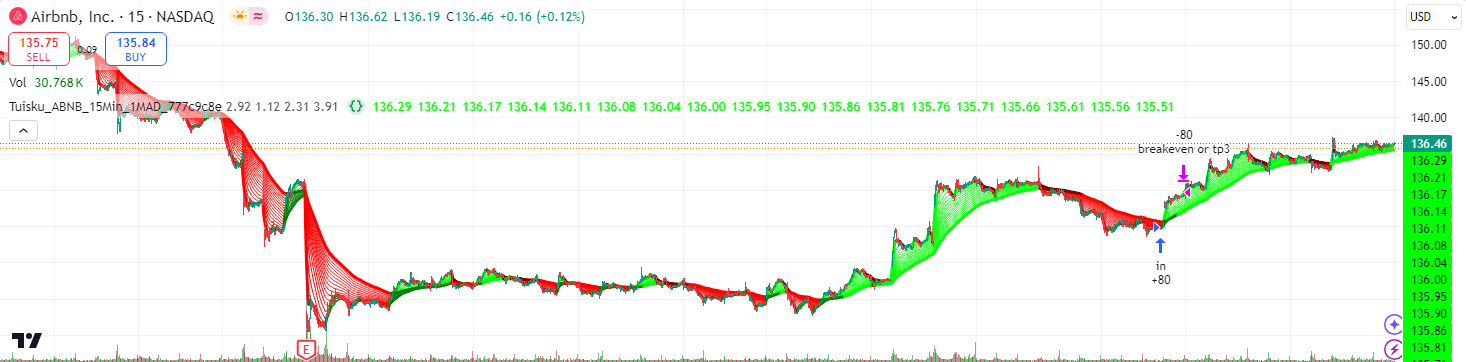 Airbnb, Inc. · 15 · NASDAQ O136.30 H136.62 L136.19 C136.46 +0.16 (+0.12%)
USD
135.75
SELL
0.09
135.84
BUY
Vol 30.768K
Tuisku_ABNB_15Min_1MAD_777c9c8e 2.92 1.12 2.31 3.91 {} 136.29 136.21 136.17 136.14 136.11 136.08 136.04 136.00 135.95 135.90 135.86 135.81 135.76 135.71 135.66 135.61 135.56 135.51
-80
breakeven or tp3
in
+80
E
150.00
145.00
140.00
136.46
136.29
136.21
136.17
136.14
136.11
136.08
136.04
136.00
135.95
135.90
135.86
135.81